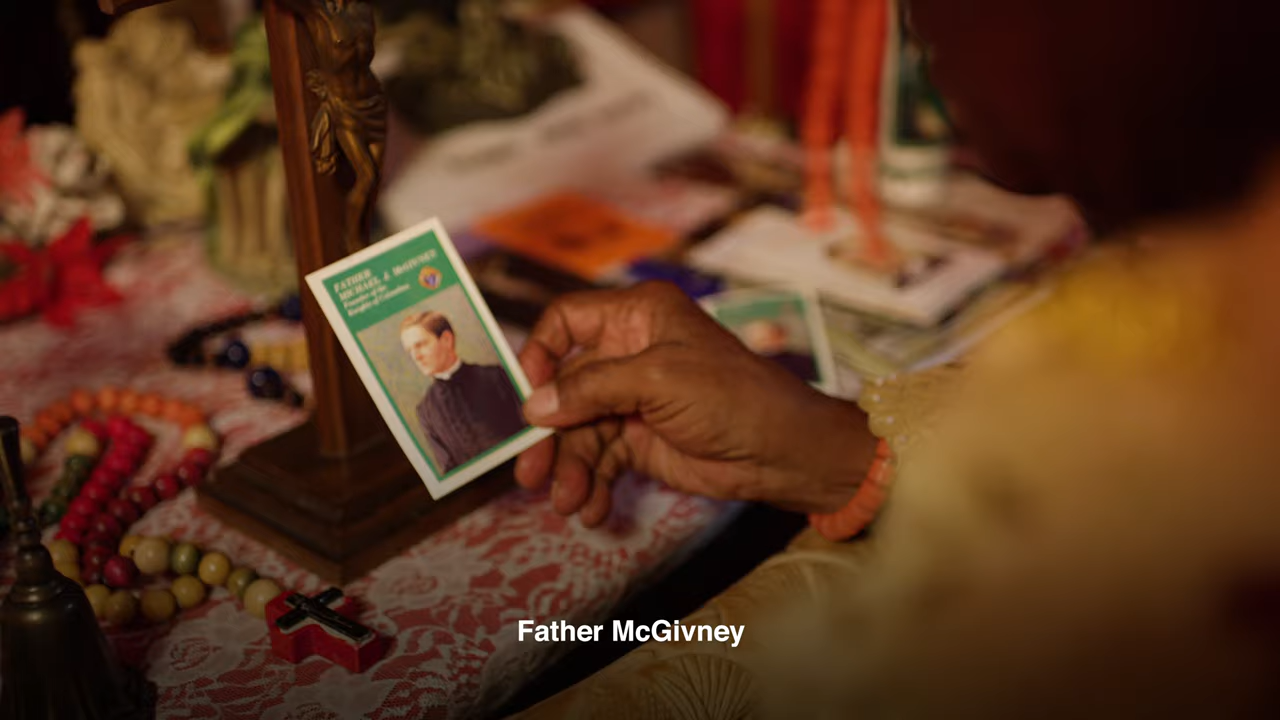 FATHER
MICHAEL J. McGIVNEY
Founder of the
Knights of Columbus
Father McGivney